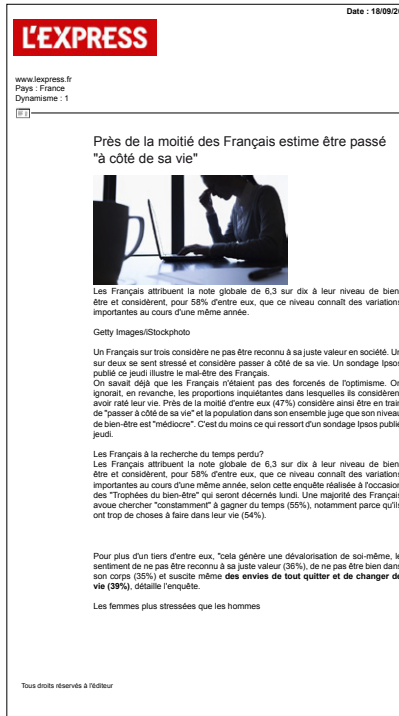 Date : 18/09/20
L'EXPRESS
www.lexpress.fr
Pays : France
Dynamisme : 1
Près de la moitié des Français estime être passé
"à côté de sa vie"
Les Français attribuent la note globale de 6,3 sur dix à leur niveau de bien
être et considèrent, pour 58% d'entre eux, que ce niveau connaît des variations
importantes au cours d'une même année.
Getty Images/iStockphoto
Un Français sur trois considère ne pas être reconnu à sa juste valeur en société. Un
sur deux se sent stressé et considère passer à côté de sa vie. Un sondage Ipsos
publié ce jeudi illustre le mal-être des Français.
On savait déjà que les Français n'étaient pas des forcenés de l'optimisme. On
ignorait, en revanche, les proportions inquiétantes dans lesquelles ils considèrent
avoir raté leur vie. Près de la moitié d'entre eux (47%) considère ainsi être en train
de "passer à côté de sa vie" et la population dans son ensemble juge que son niveau
de bien-être est "médiocre". C'est du moins ce qui ressort d'un sondage Ipsos publié
jeudi.
Les Français à la recherche du temps perdu?
Les Français attribuent la note globale de 6,3 sur dix à leur niveau de bien
être et considèrent, pour 58% d'entre eux, que ce niveau connaît des variations
importantes au cours d'une même année, selon cette enquête réalisée à l'occasion
des "Trophées du bien-être" qui seront décernés lundi. Une majorité des Français
avoue chercher "constamment" à gagner du temps (55%), notamment parce qu'ils
ont trop de choses à faire dans leur vie (54%).
Pour plus d'un tiers d'entre eux, "cela génère une dévalorisation de soi-même, le
sentiment de ne pas être reconnu à sa juste valeur (36%), de ne pas être bien dans
son corps (35%) et suscite même des envies de tout quitter et de changer de
vie (39%), détaille l'enquête.
Les femmes plus stressées que les hommes
Tous droits réservés à l'éditeur